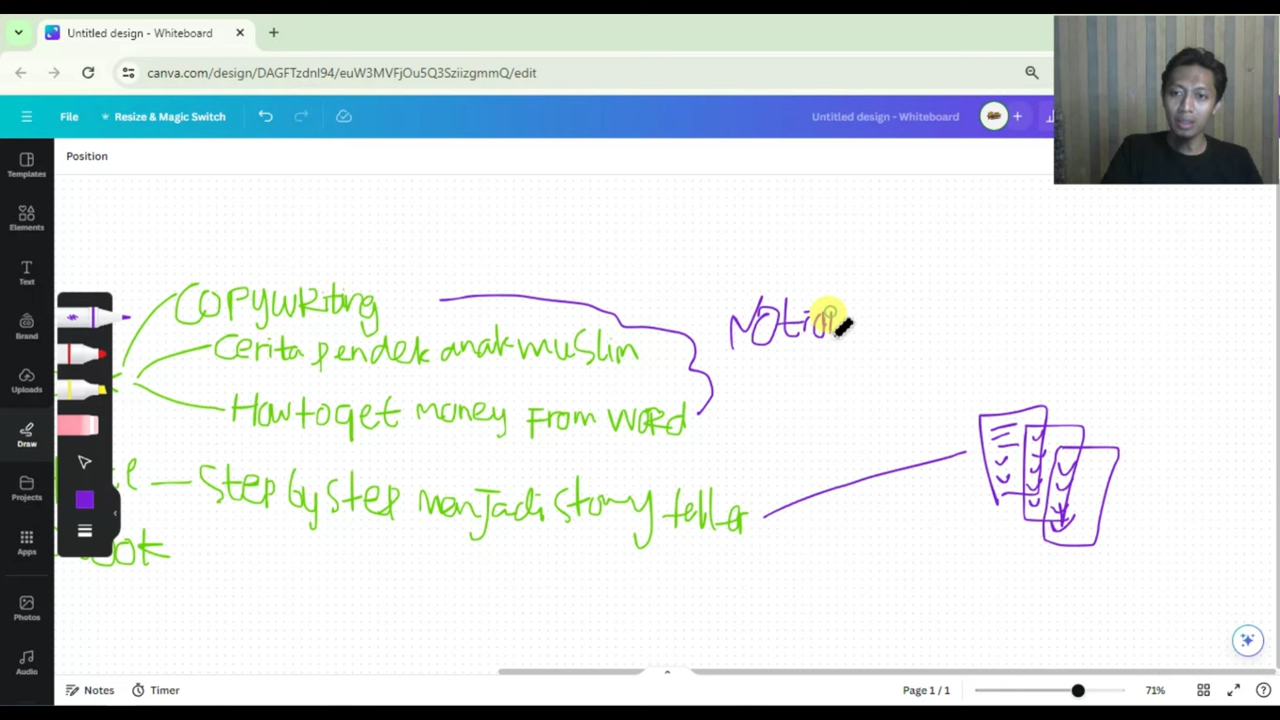 Untitled design - Whiteboard
canva.com/design/DAGFTzdnl94/euW3MVFjOu5Q3SziizgmmQ/edit
File
Resize & Magic Switch
Untitled design - Whiteboard
Position
Templates
Elements
Text
Brand
Uploads
Draw
Projects
Apps
Photos
Audio
COPYWRiting
Cerita pendek anak muslim
How to get money From WORd
Step by step menjadi story teller
ook
Notio
Notes
Timer
Page 1 / 1
71%